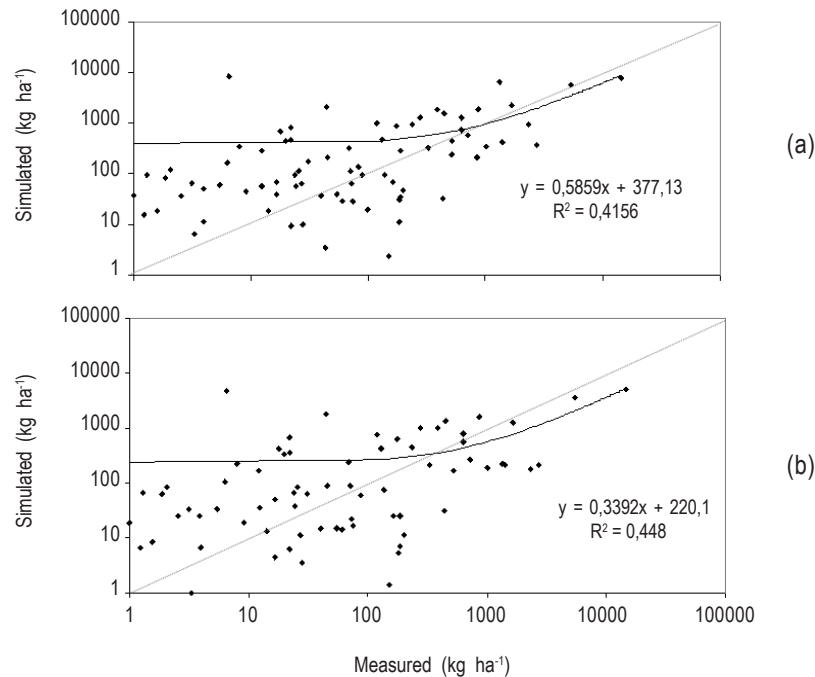 100000
10000
1000
100
10
1
Simulated (kg ha⁻¹)
y = 0,5859x + 377,13
R² = 0,4156
(a)
100000
10000
1000
100
10
1
Simulated (kg ha⁻¹)
y = 0,3392x + 220,1
R² = 0,448
(b)
1 10 100 1000 10000 100000
Measured (kg ha⁻¹)